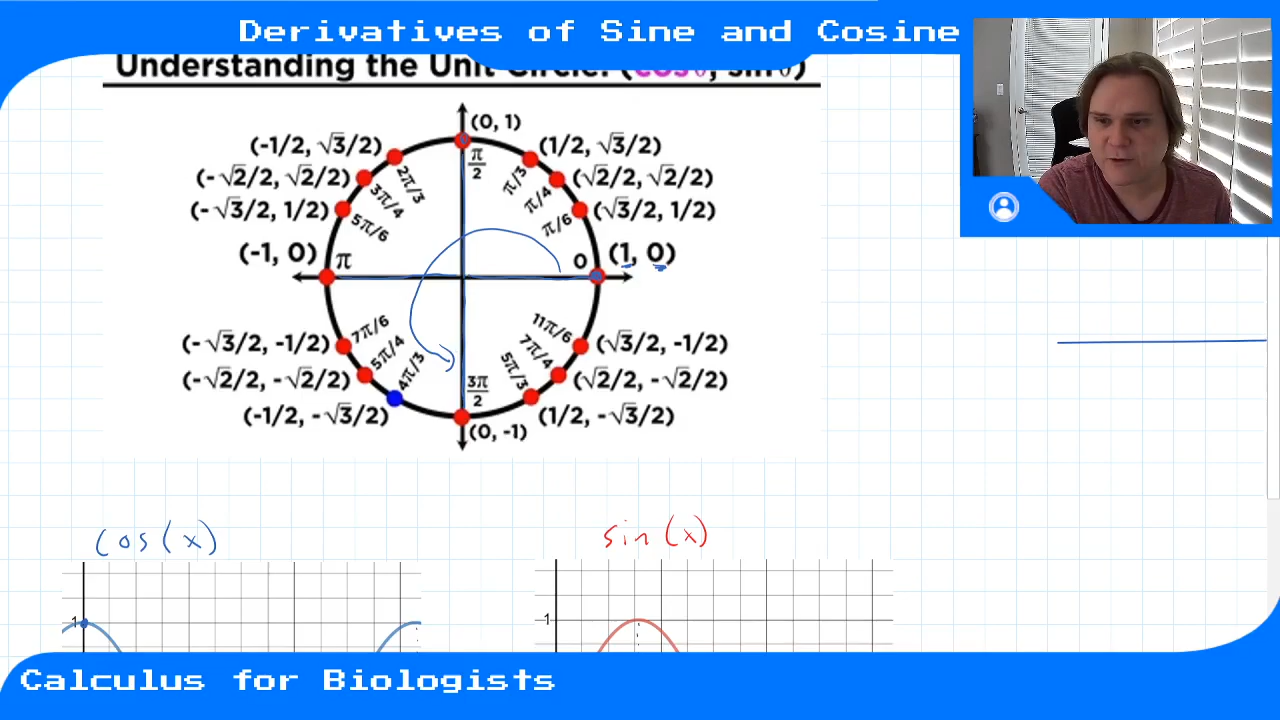 Derivatives of Sine and Cosine
Understanding the Unit Circle: (cosθ, sinθ)
(0, 1)
(-1/2, √3/2)
(1/2, √3/2)
π/2
2π/3
π/3
(-√2/2, √2/2)
(√2/2, √2/2)
3π/4
π/4
(-√3/2, 1/2)
(√3/2, 1/2)
5π/6
π/6
(-1, 0) π
0 (1, 0)
7π/6
11π/6
(-√3/2, -1/2)
(√3/2, -1/2)
5π/4
7π/4
(-√2/2, -√2/2)
(√2/2, -√2/2)
4π/3
3π/2
5π/3
(-1/2, -√3/2)
(1/2, -√3/2)
(0, -1)
cos(x)
sin(x)
1
1
Calculus for Biologists